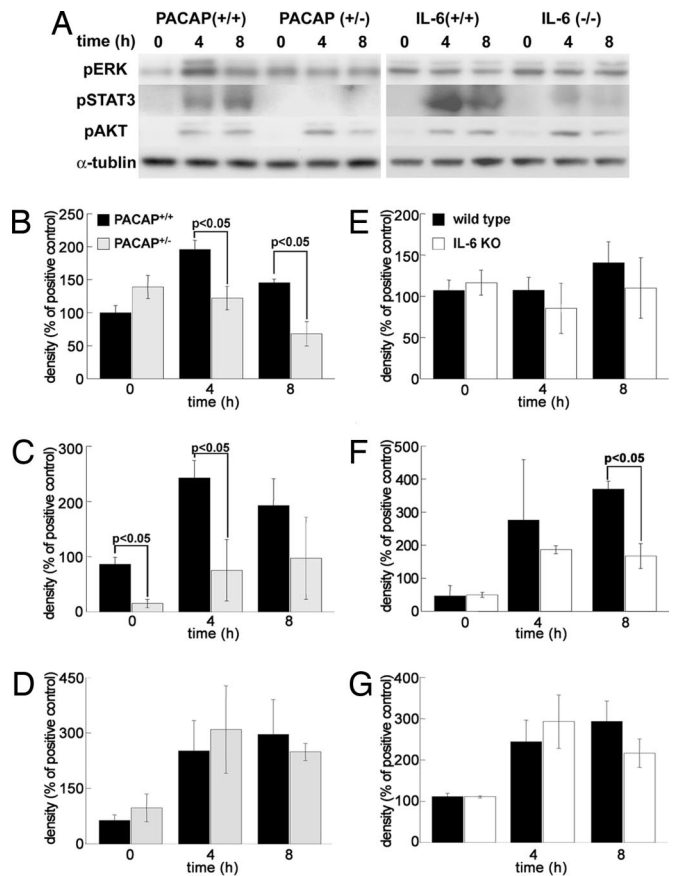 A
PACAP(+/+) PACAP (+/-) IL-6(+/+) IL-6 (-/-)
time (h) 0 4 8 0 4 8 0 4 8 0 4 8
pERK
pSTAT3
pAKT
α-tublin
B
density (% of positive control)
250
200
150
100
50
0
PACAP+/+
PACAP+/-
p<0.05
p<0.05
0 4 8
time (h)
E
density (% of positive control)
200
150
100
50
0
wild type
IL-6 KO
0 4 8
time (h)
C
density (% of positive control)
300
200
100
0
p<0.05
p<0.05
0 4 8
time (h)
F
density (% of positive control)
500
400
300
200
100
0
p<0.05
0 4 8
time (h)
D
density (% of positive control)
450
300
150
0
0 4 8
time (h)
G
density (% of positive control)
400
300
200
100
0
0 4 8
time (h)